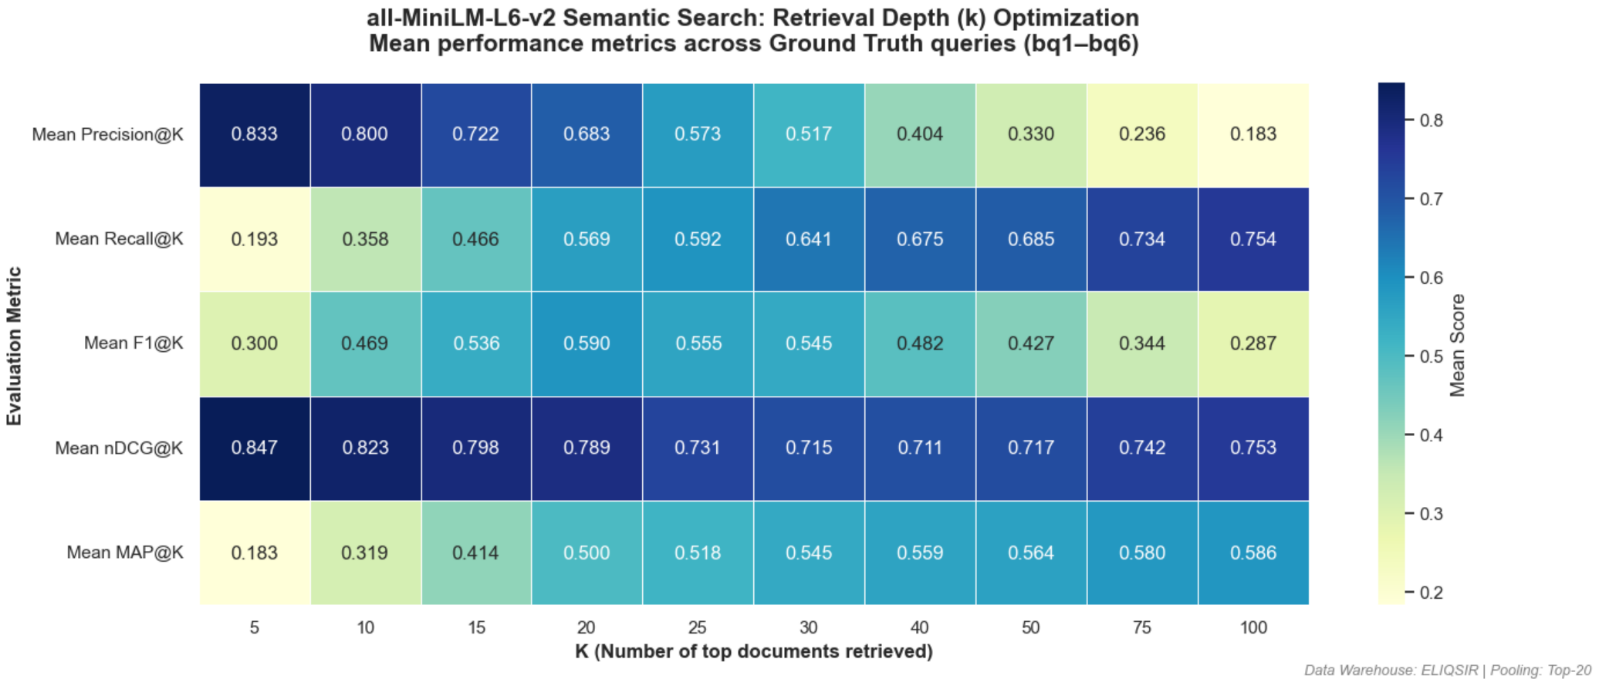 all-MiniLM-L6-v2 Semantic Search: Retrieval Depth (k) Optimization
Mean performance metrics across Ground Truth queries (bq1–bq6)
Evaluation Metric
Mean Precision@K 0.833 0.800 0.722 0.683 0.573 0.517 0.404 0.330 0.236 0.183
Mean Recall@K 0.193 0.358 0.466 0.569 0.592 0.641 0.675 0.685 0.734 0.754
Mean F1@K 0.300 0.469 0.536 0.590 0.555 0.545 0.482 0.427 0.344 0.287
Mean nDCG@K 0.847 0.823 0.798 0.789 0.731 0.715 0.711 0.717 0.742 0.753
Mean MAP@K 0.183 0.319 0.414 0.500 0.518 0.545 0.559 0.564 0.580 0.586
5 10 15 20 25 30 40 50 75 100
K (Number of top documents retrieved)
0.8
0.7
0.6
0.5
0.4
0.3
0.2
Mean Score
Data Warehouse: ELIQSIR | Pooling: Top-20